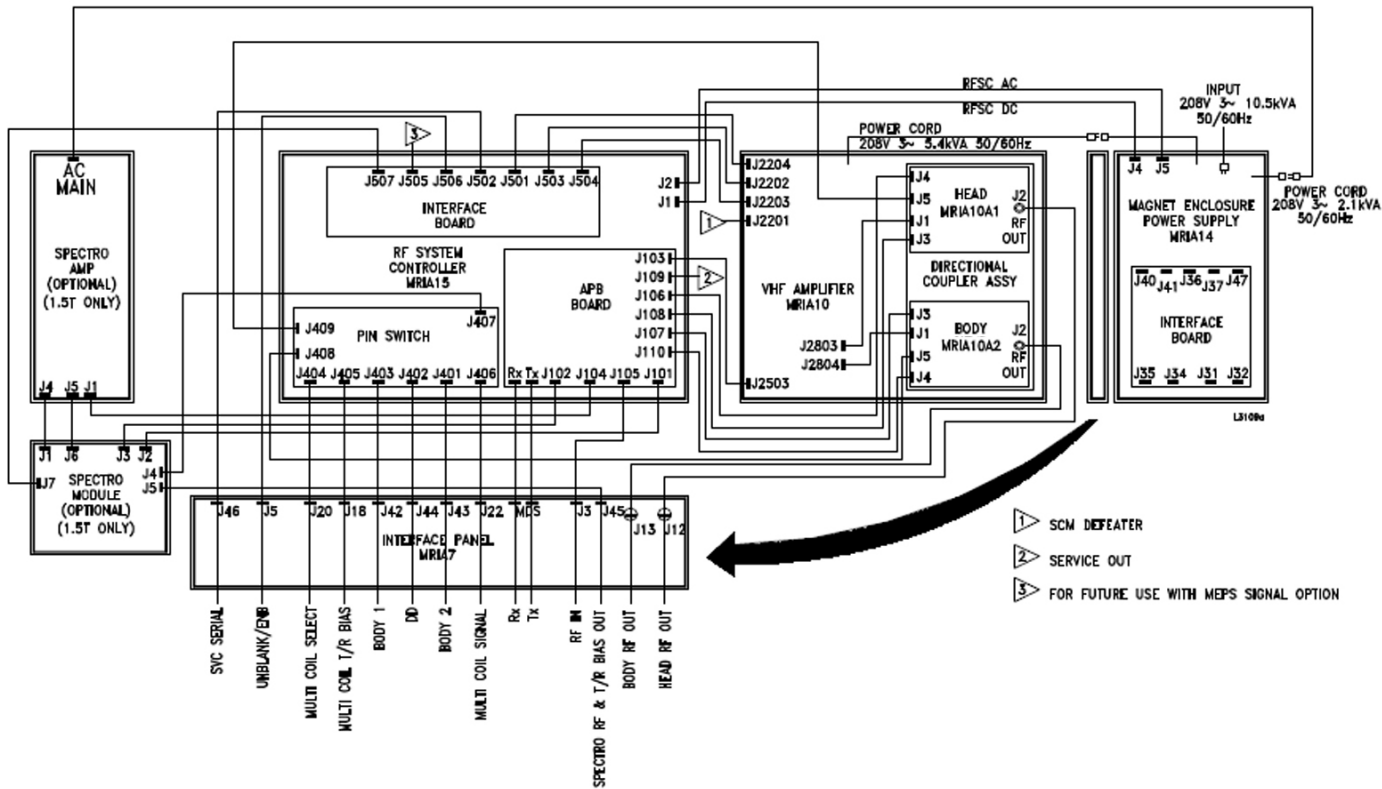 RFSC AC
RFSC DC
INPUT
208V 3~ 10.5kVA
50/60Hz
POWER CORD
208V 3~ 5.4kVA 50/60Hz
POWER CORD
208V 3~ 2.1kVA
50/60Hz
3
AC
MAIN
SPECTRO
AMP
(OPTIONAL)
(1.5T ONLY)
J4 J5 J1
J507 J505 J506 J502 J501 J503 J504
INTERFACE
BOARD
J2
J1
RF SYSTEM
CONTROLLER
MRIA15
J103
J109
J106
J108
J107
J110
APB
BOARD
2
J407
J409
J408
PIN SWITCH
J404 J405 J403 J402 J401 J406
Rx Tx J102 J104 J105 J101
J2204
J2202
J2203
J2201
1
VHF AMPLIFIER
MRIA10
J2803
J2804
J2503
J4
J5
J1
J3
HEAD
MRIA10A1
J2
RF
OUT
DIRECTIONAL
COUPLER ASSY
J3
J1
J5
J4
BODY
MRIA10A2
J2
RF
OUT
J4 J5
MAGNET ENCLOSURE
POWER SUPPLY
MRIA14
J40 J41 J36 J37 J47
INTERFACE
BOARD
J35 J34 J31 J32
L3109a
J1 J6 J3 J2
J4
J5
J7
SPECTRO
MODULE
(OPTIONAL)
(1.5T ONLY)
J46 J5 J20 J18 J42 J44 J43 J22 MDS J3 J45 J13 J12
INTERFACE PANEL
MRIA7
SVC SERIAL
UNBLANK/ENB
MULTI COIL SELECT
MULTI COIL T/R BIAS
BODY 1
DD
BODY 2
MULTI COIL SIGNAL
Rx
Tx
RF IN
SPECTRO RF & T/R BIAS OUT
BODY RF OUT
HEAD RF OUT
1 SCM DEFEATER
2 SERVICE OUT
3 FOR FUTURE USE WITH MEPS SIGNAL OPTION